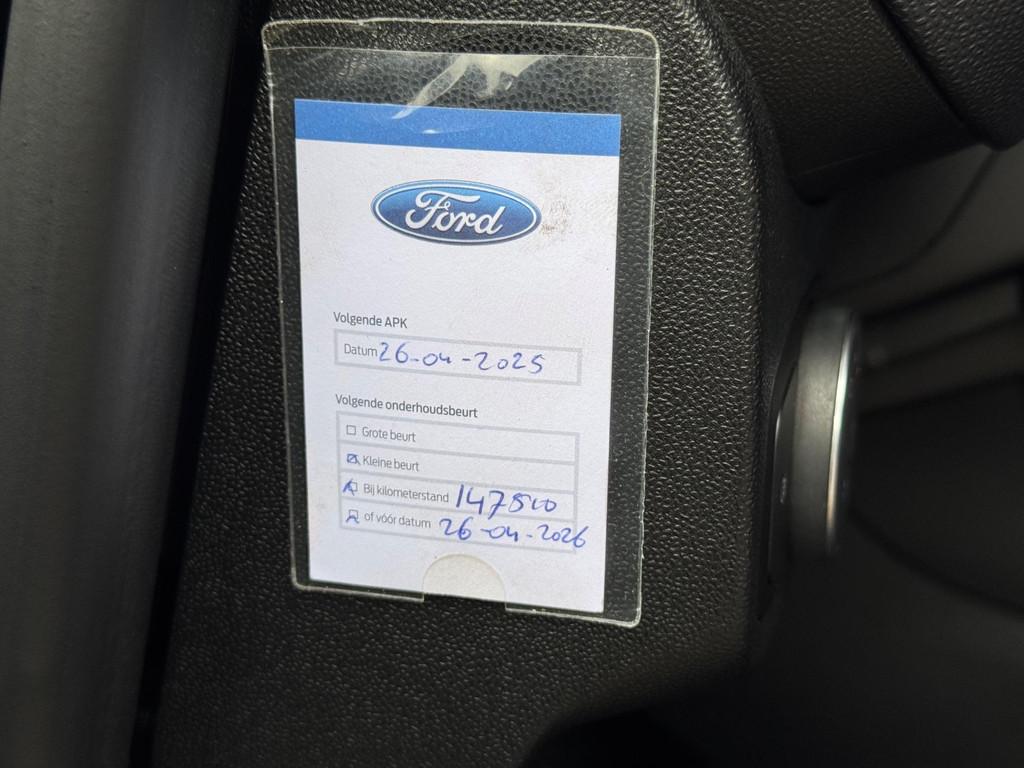 Ford
Volgende APK
Datum 26-04-2025
Volgende onderhoudsbeurt
Grote beurt
Kleine beurt
Bij kilometerstand 147500
of vóór datum 26-04-2026